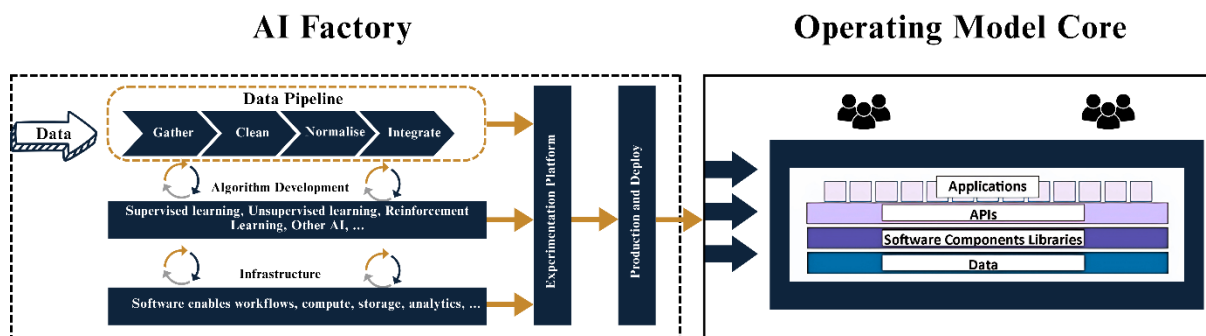 AI Factory
Operating Model Core
Data Pipeline
Data
Gather
Clean
Normalise
Integrate
Algorithm Development
Supervised learning, Unsupervised learning, Reinforcement
Learning, Other AI, ...
Infrastructure
Software enables workflows, compute, storage, analytics, ...
Experimentation Platform
Production and Deploy
Applications
APIs
Software Components Libraries
Data